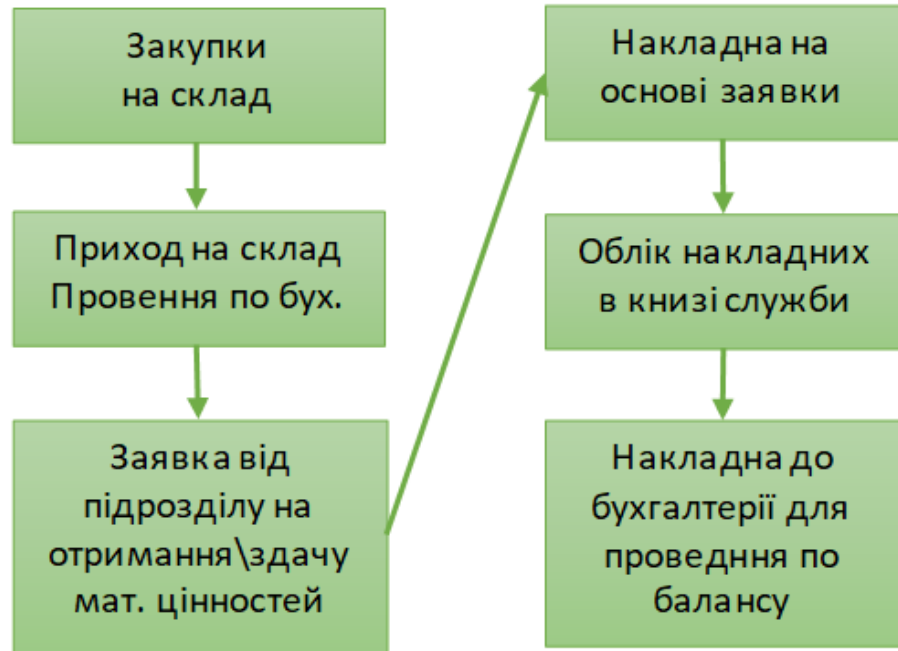 Закупки
на склад
Приход на склад
Провення по бух.
Заявка від
підрозділу на
отримання\здачу
мат. цінностей
Накладна на
основі заявки
Облік накладних
в книзі служби
Накладна до
бухгалтерії для
проведння по
балансу